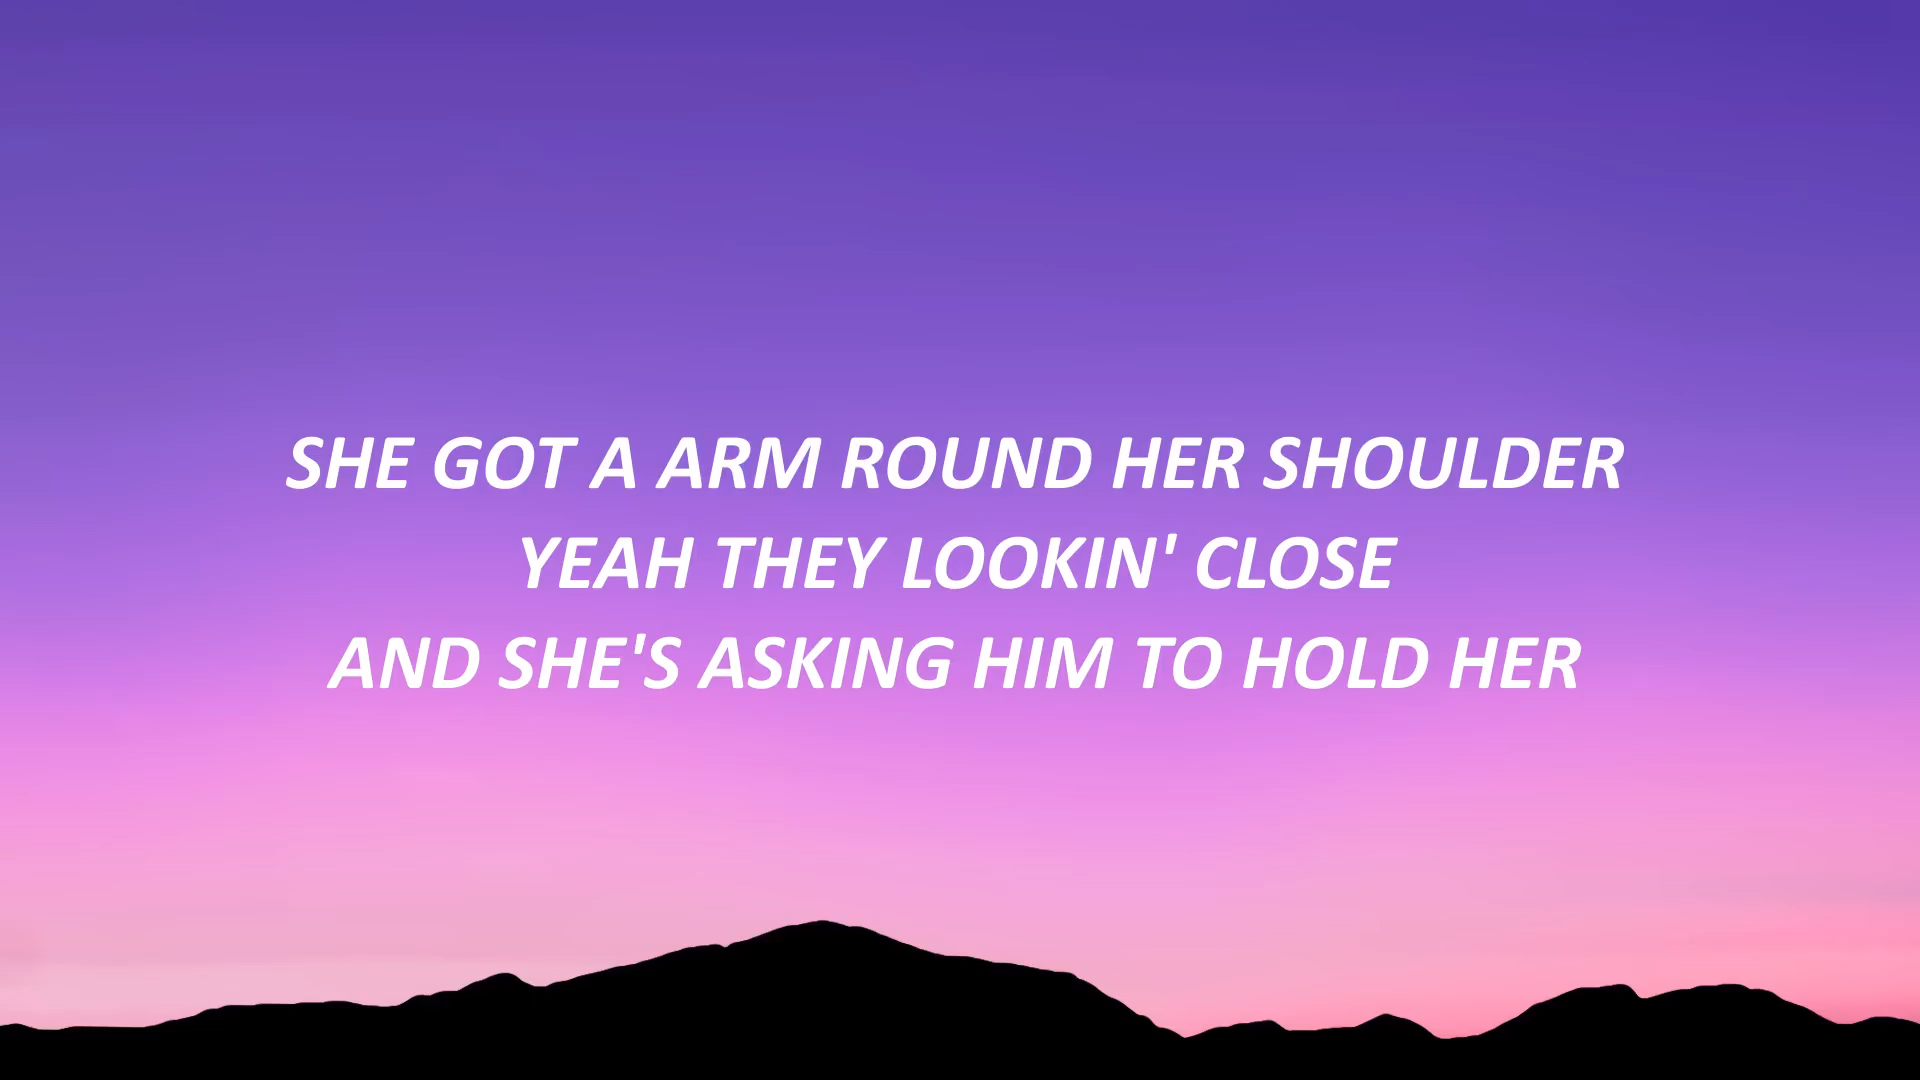 SHE GOT A ARM ROUND HER SHOULDER
YEAH THEY LOOKIN' CLOSE
AND SHE'S ASKING HIM TO HOLD HER